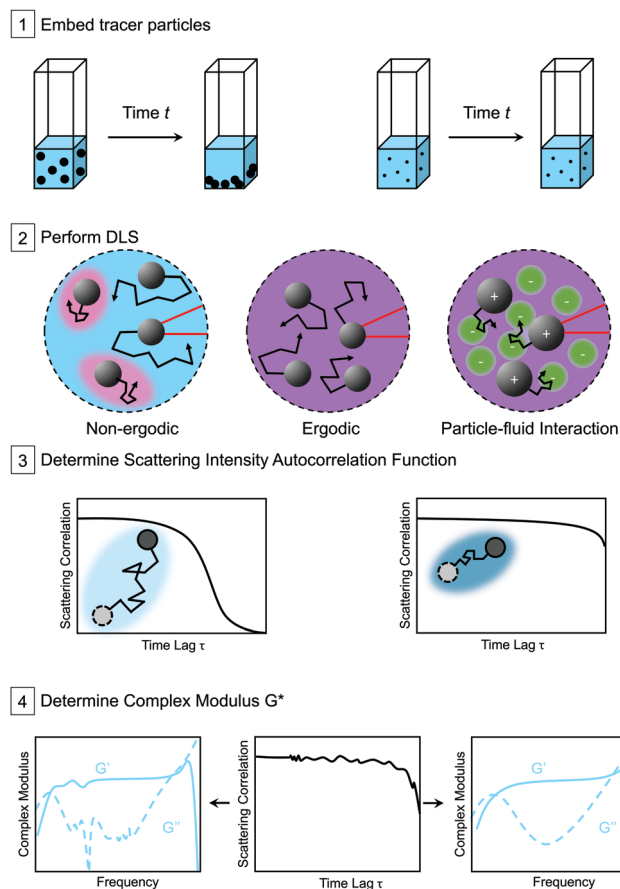 1 Embed tracer particles
Time t
Time t
2 Perform DLS
+
+
+
-
-
-
-
-
-
-
-
Non-ergodic
Ergodic
Particle-fluid Interaction
3 Determine Scattering Intensity Autocorrelation Function
Scattering Correlation
Time Lag τ
Scattering Correlation
Time Lag τ
4 Determine Complex Modulus G*
Complex Modulus
G'
G"
Frequency
Scattering Correlation
Time Lag τ
Complex Modulus
G'
G"
Frequency